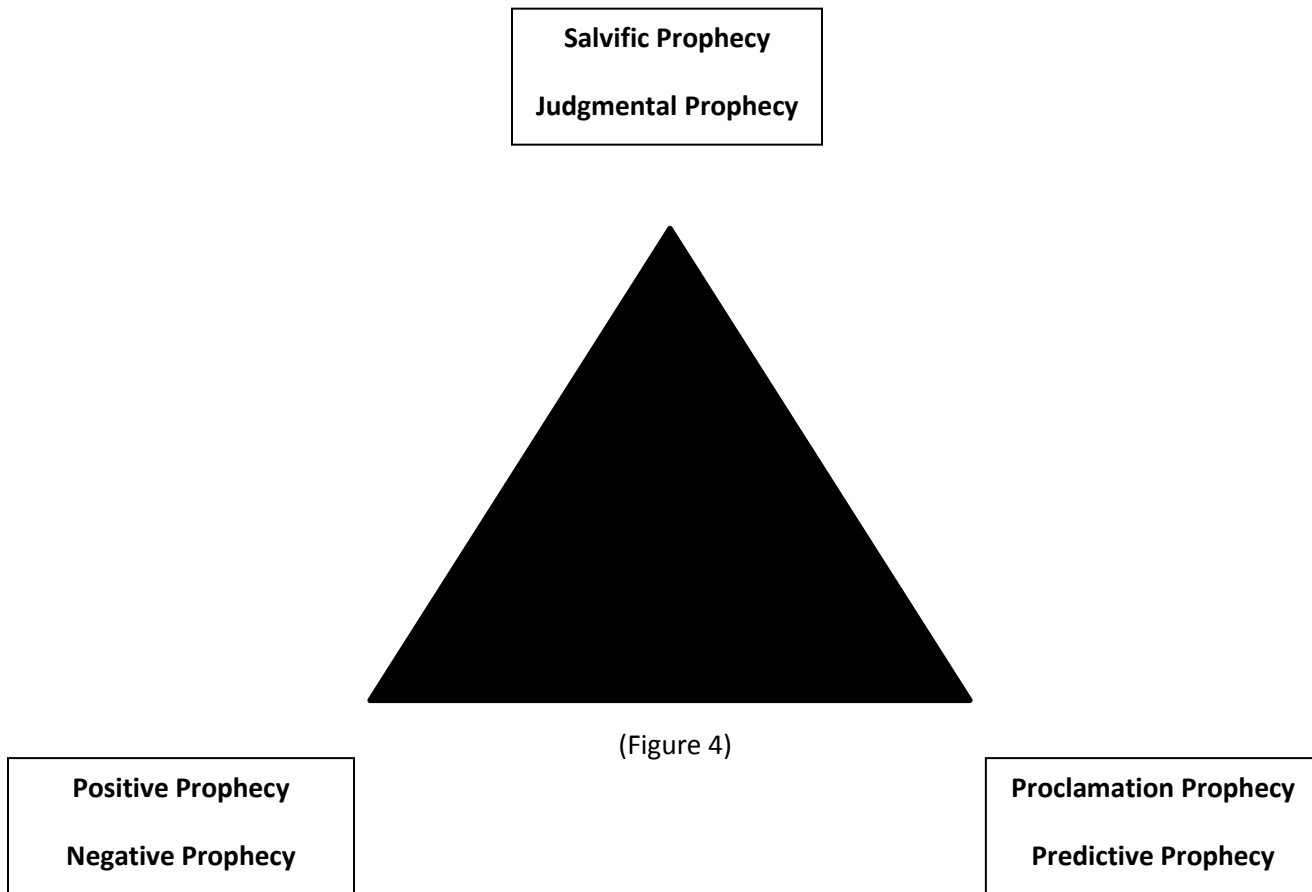 Salvific Prophecy
Judgmental Prophecy
(Figure 4)
Positive Prophecy
Negative Prophecy
Proclamation Prophecy
Predictive Prophecy